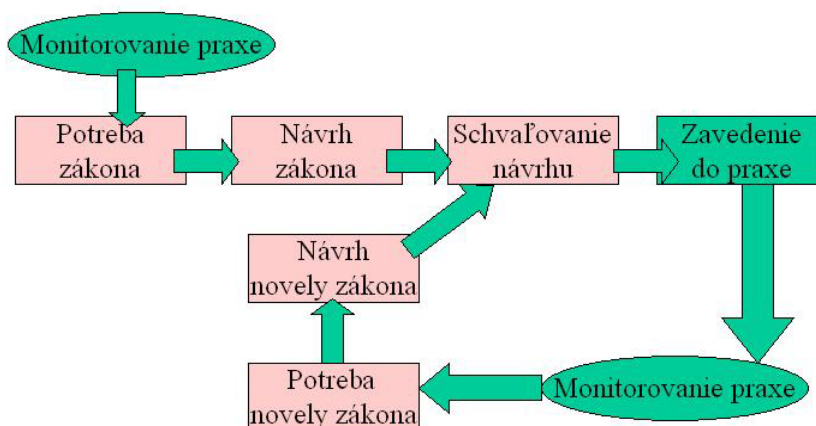 Monitorovanie praxe
Potreba
zákona
Návrh
zákona
Schvaľovanie
návrhu
Zavedenie
do praxe
Návrh
novely zákona
Potreba
novely zákona
Monitorovanie praxe